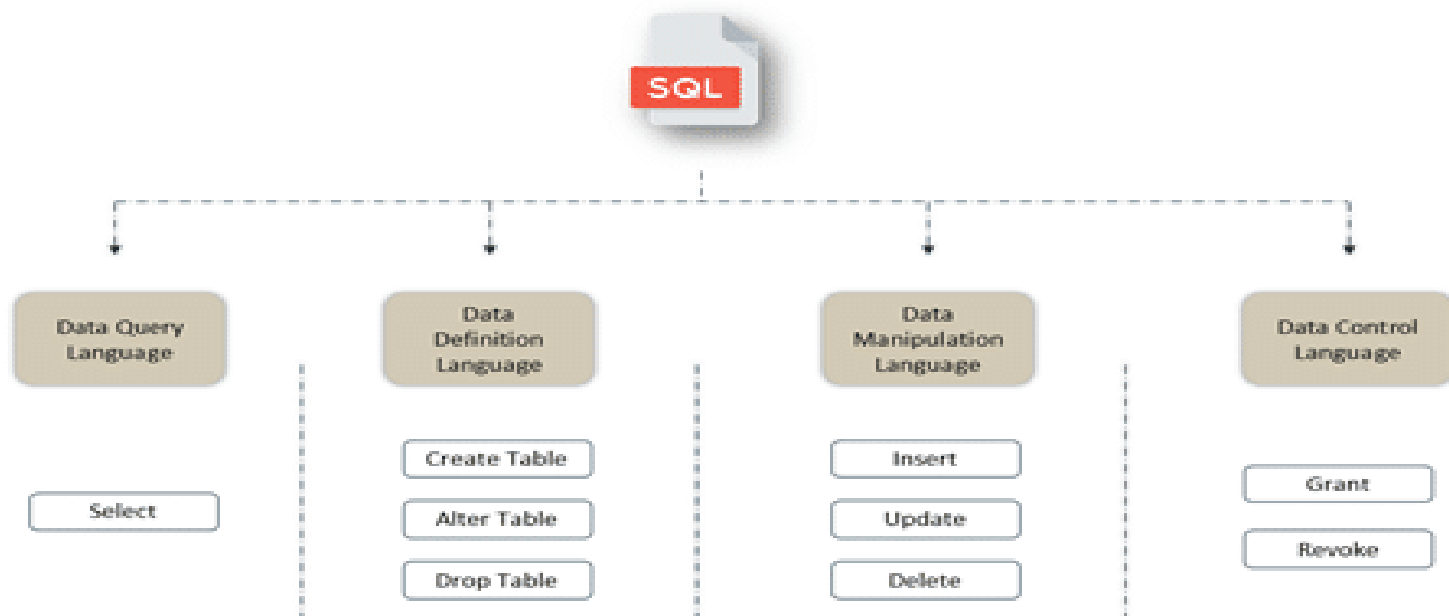 SQL
Data Query
Language
Data
Definition
Language
Data
Manipulation
Language
Data Control
Language
Select
Create Table
Alter Table
Drop Table
Insert
Update
Delete
Grant
Revoke